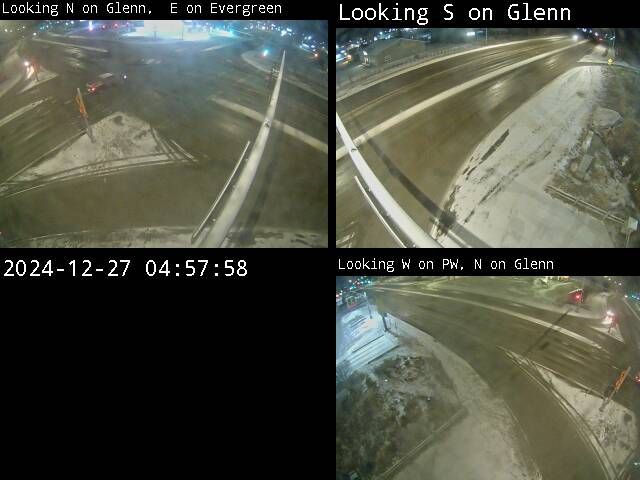 Looking N on Glenn,  E on Evergreen
Looking S on Glenn
2024-12-27 04:57:58
Looking W on PW, N on Glenn